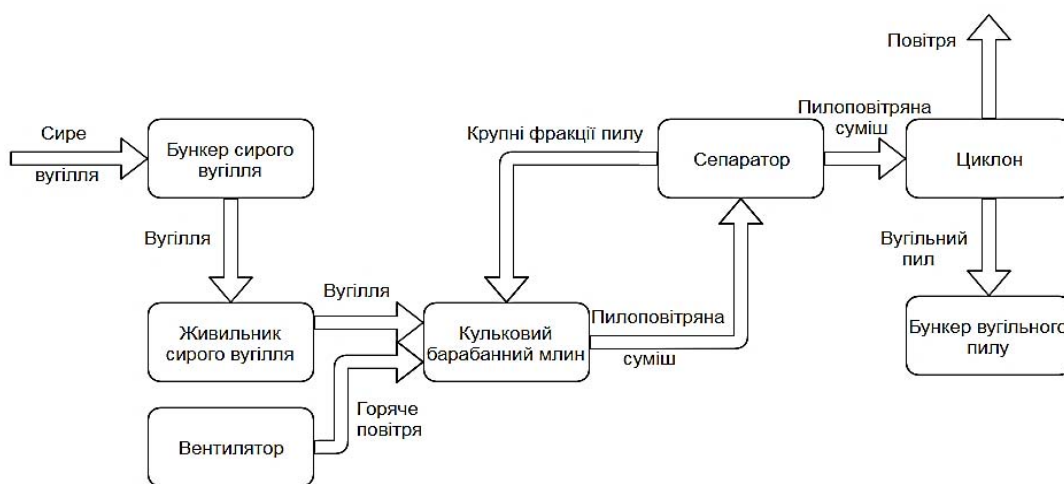 Сире
вугілля
Бункер сирого
вугілля
Вугілля
Живильник
сирого вугілля
Вентилятор
Вугілля
Горяче
повітря
Кульковий
барабанний млин
Крупні фракції пилу
Пилоповітряна
суміш
Сепаратор
Пилоповітряна
суміш
Циклон
Повітря
Вугільний
пил
Бункер вугільного
пилу